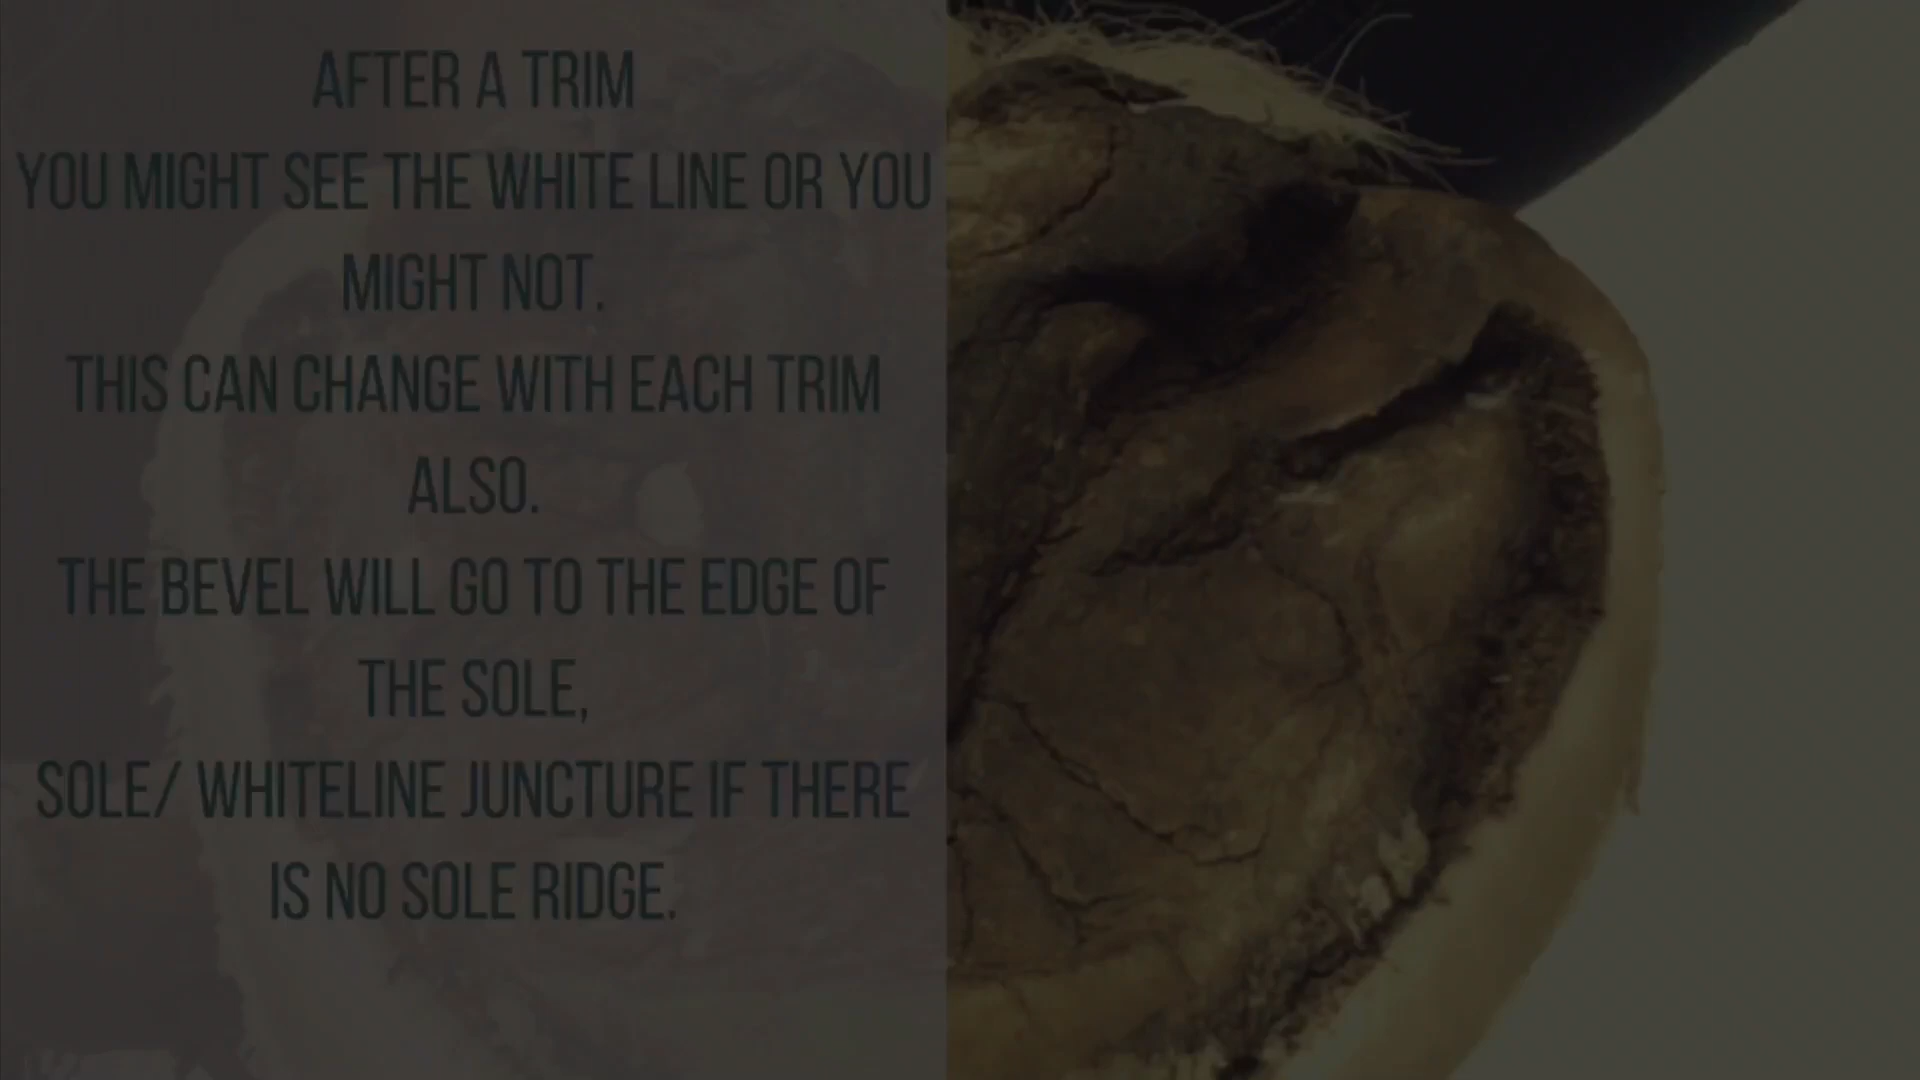 AFTER A TRIM
YOU MIGHT SEE THE WHITE LINE OR YOU
MIGHT NOT.
THIS CAN CHANGE WITH EACH TRIM
ALSO.
THE BEVEL WILL GO TO THE EDGE OF
THE SOLE,
SOLE/ WHITELINE JUNCTURE IF THERE
IS NO SOLE RIDGE.